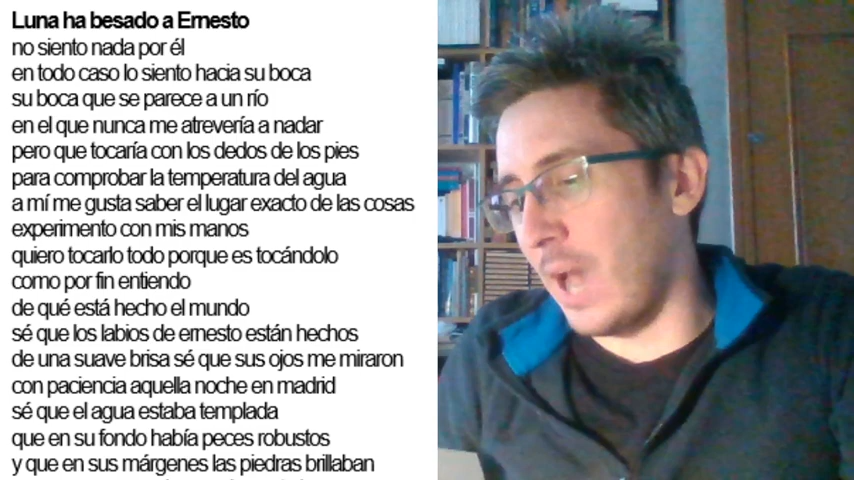 Luna ha besado a Ernesto
no siento nada por él
en todo caso lo siento hacia su boca
su boca que se parece a un río
en el que nunca me atrevería a nadar
pero que tocaría con los dedos de los pies
para comprobar la temperatura del agua
a mí me gusta saber el lugar exacto de las cosas
experimento con mis manos
quiero tocarlo todo porque es tocándolo
como por fin entiendo
de qué está hecho el mundo
sé que los labios de ernesto están hechos
de una suave brisa sé que sus ojos me miraron
con paciencia aquella noche en madrid
sé que el agua estaba templada
que en su fondo había peces robustos
y que en sus márgenes las piedras brillaban